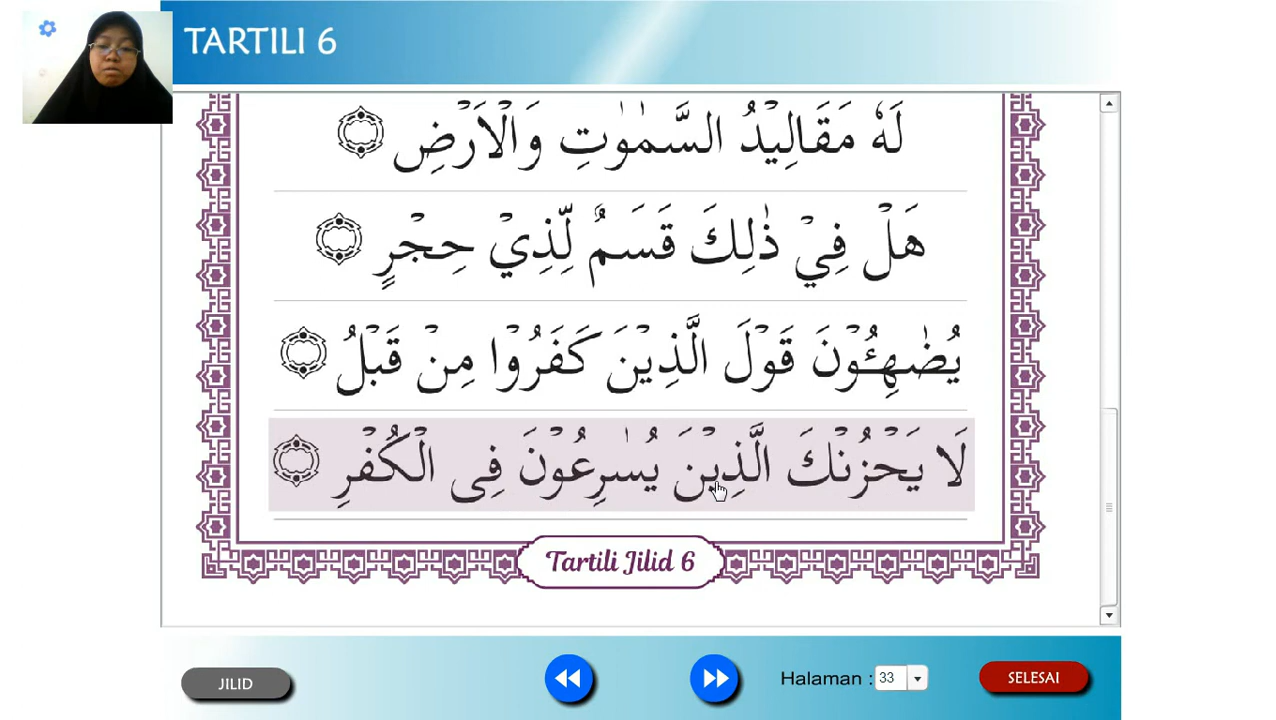 TARTILI 6
لَهٗ مَقَالِيْدُ السَّمٰوٰتِ وَالْاَرْضِ
هَلْ فِيْ ذٰلِكَ قَسَمٌ لِّذِيْ حِجْرٍ
يُضٰهِـُٔوْنَ قَوْلَ الَّذِيْنَ كَفَرُوْا مِنْ قَبْلُ
لَا يَحْزُنْكَ الَّذِيْنَ يُسٰرِعُوْنَ فِى الْكُفْرِ
Tartili Jilid 6
JILID
Halaman : 33
SELESAI